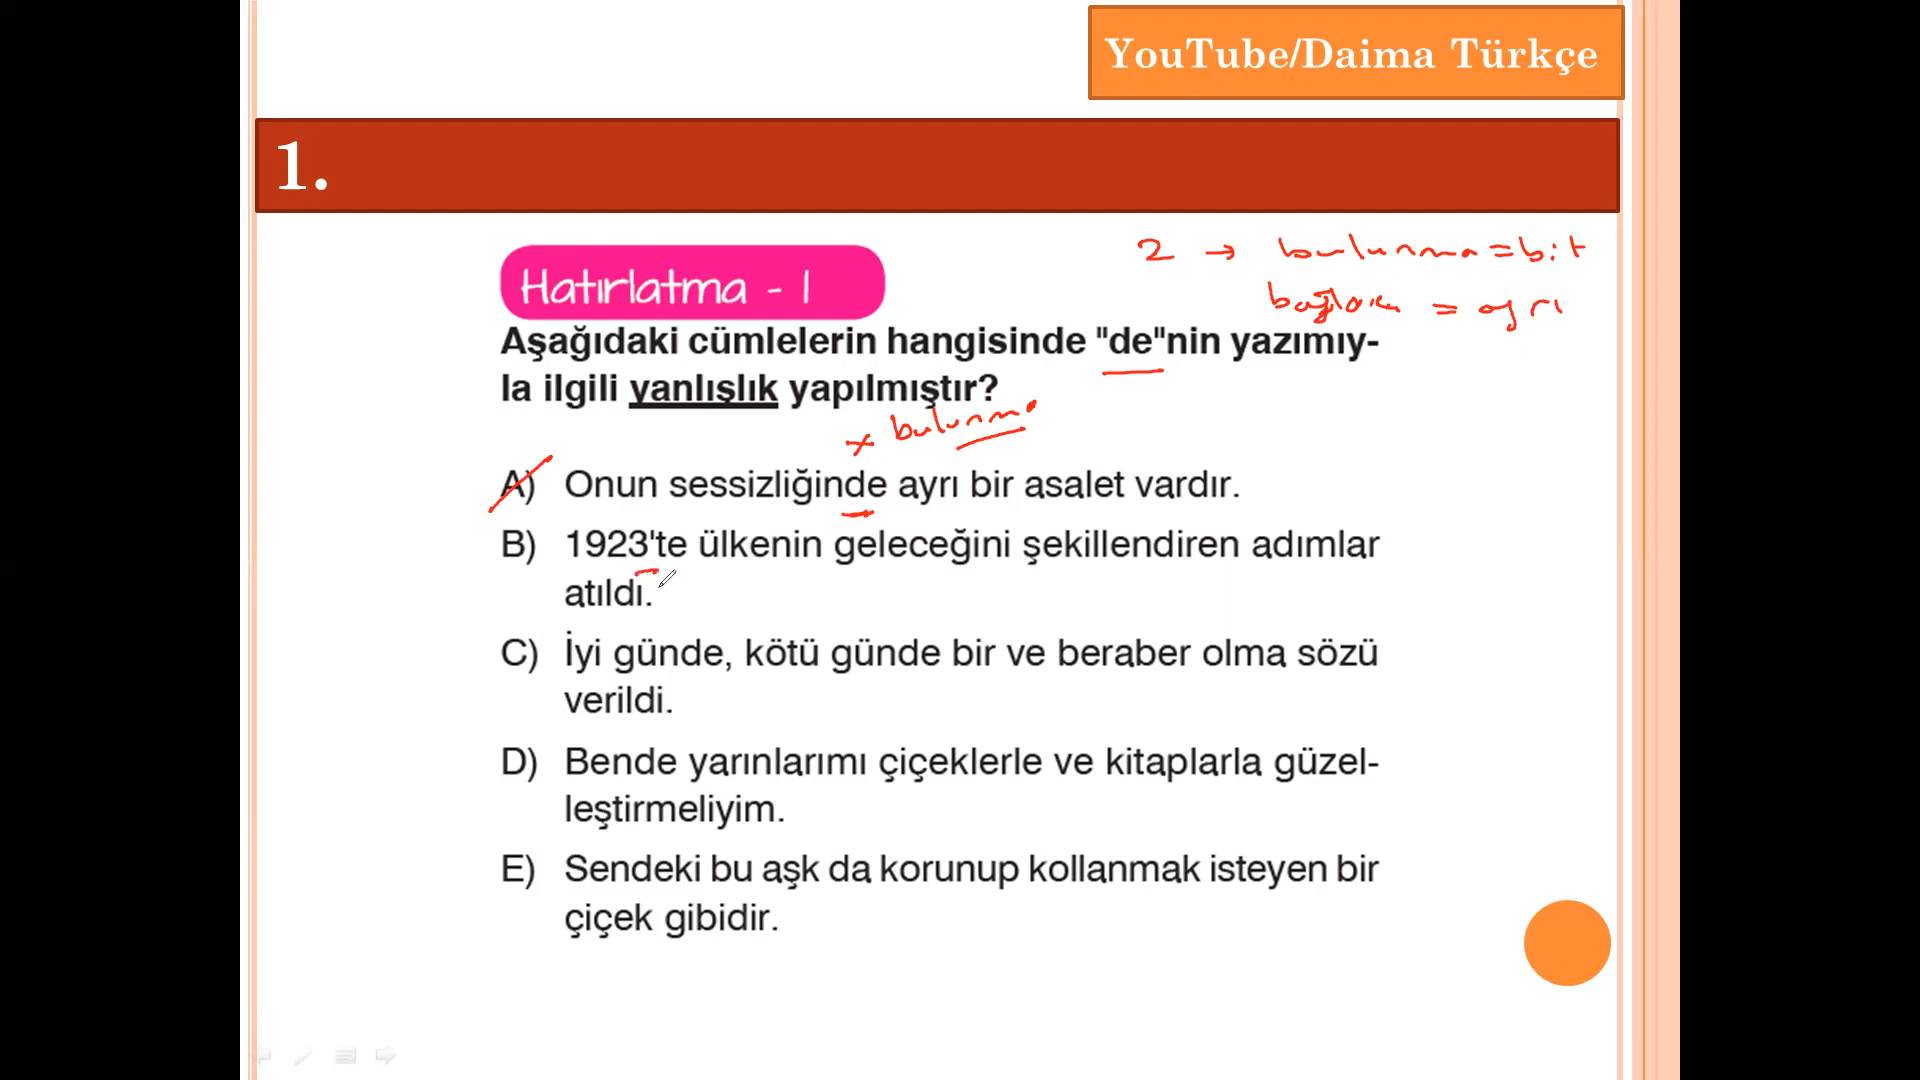 YouTube/Daima Türkçe
1.
2 → bulunma = bit
bağlaç = ayrı
Hatırlatma - 1
Aşağıdaki cümlelerin hangisinde "de"nin yazımıy-
la ilgili yanlışlık yapılmıştır?
x bulunma
A) Onun sessizliğinde ayrı bir asalet vardır.
B) 1923'te ülkenin geleceğini şekillendiren adımlar
atıldı.
C) İyi günde, kötü günde bir ve beraber olma sözü
verildi.
D) Bende yarınlarımı çiçeklerle ve kitaplarla güzel-
leştirmeliyim.
E) Sendeki bu aşk da korunup kollanmak isteyen bir
çiçek gibidir.